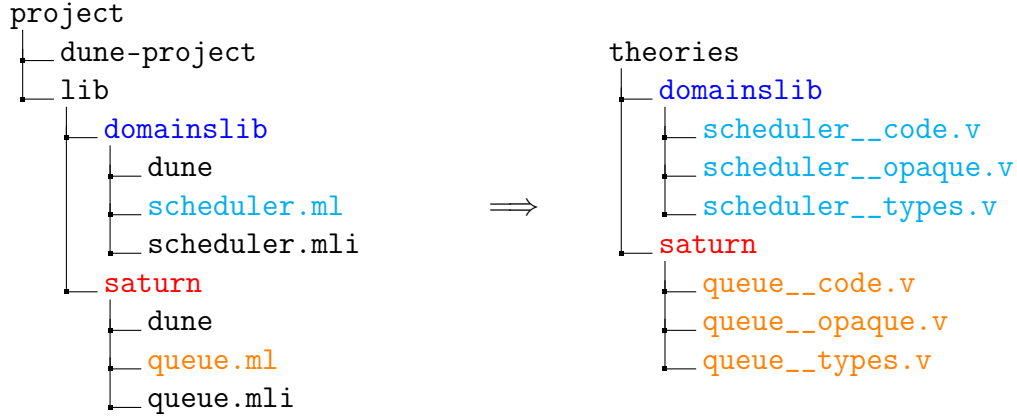 project
dune-project
lib
domainslib
dune
scheduler.ml
scheduler.mli
saturn
dune
queue.ml
queue.mli
⟹
theories
domainslib
scheduler__code.v
scheduler__opaque.v
scheduler__types.v
saturn
queue__code.v
queue__opaque.v
queue__types.v